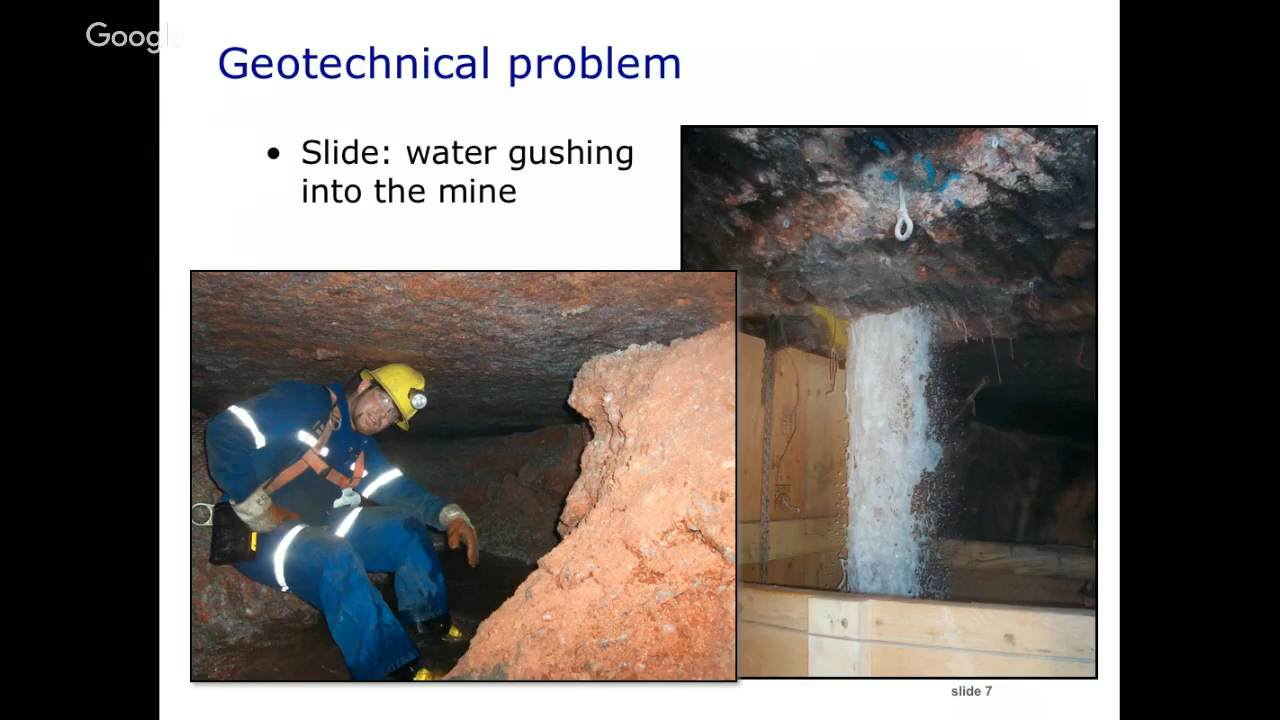 Google
Geotechnical problem
• Slide: water gushing
into the mine
slide 7